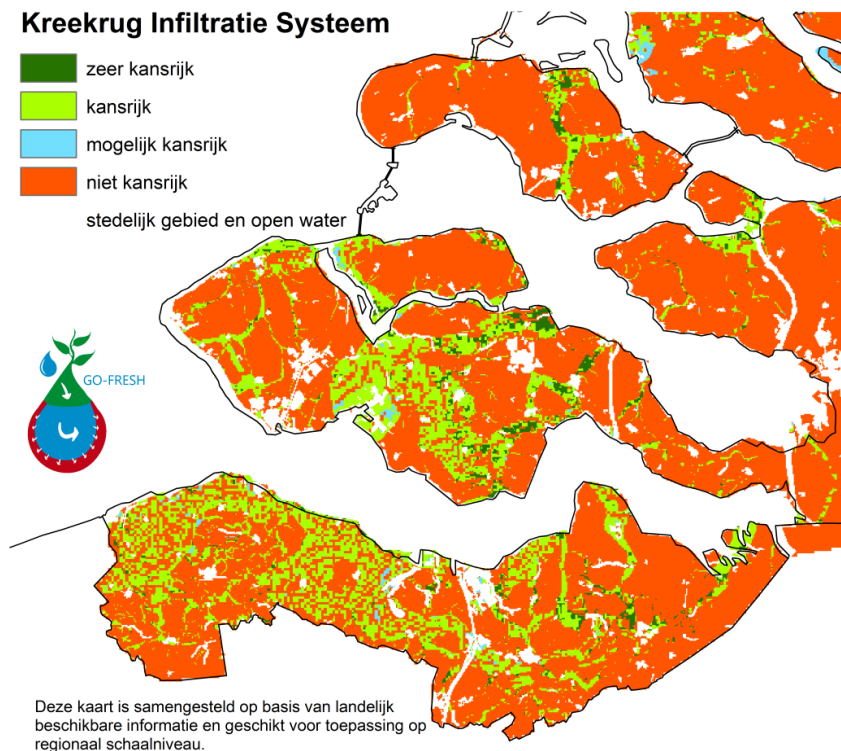 Kreekrug Infiltratie Systeem
zeer kansrijk
kansrijk
mogelijk kansrijk
niet kansrijk
stedelijk gebied en open water
GO-FRESH
Deze kaart is samengesteld op basis van landelijk
beschikbare informatie en geschikt voor toepassing op
regionaal schaalniveau.